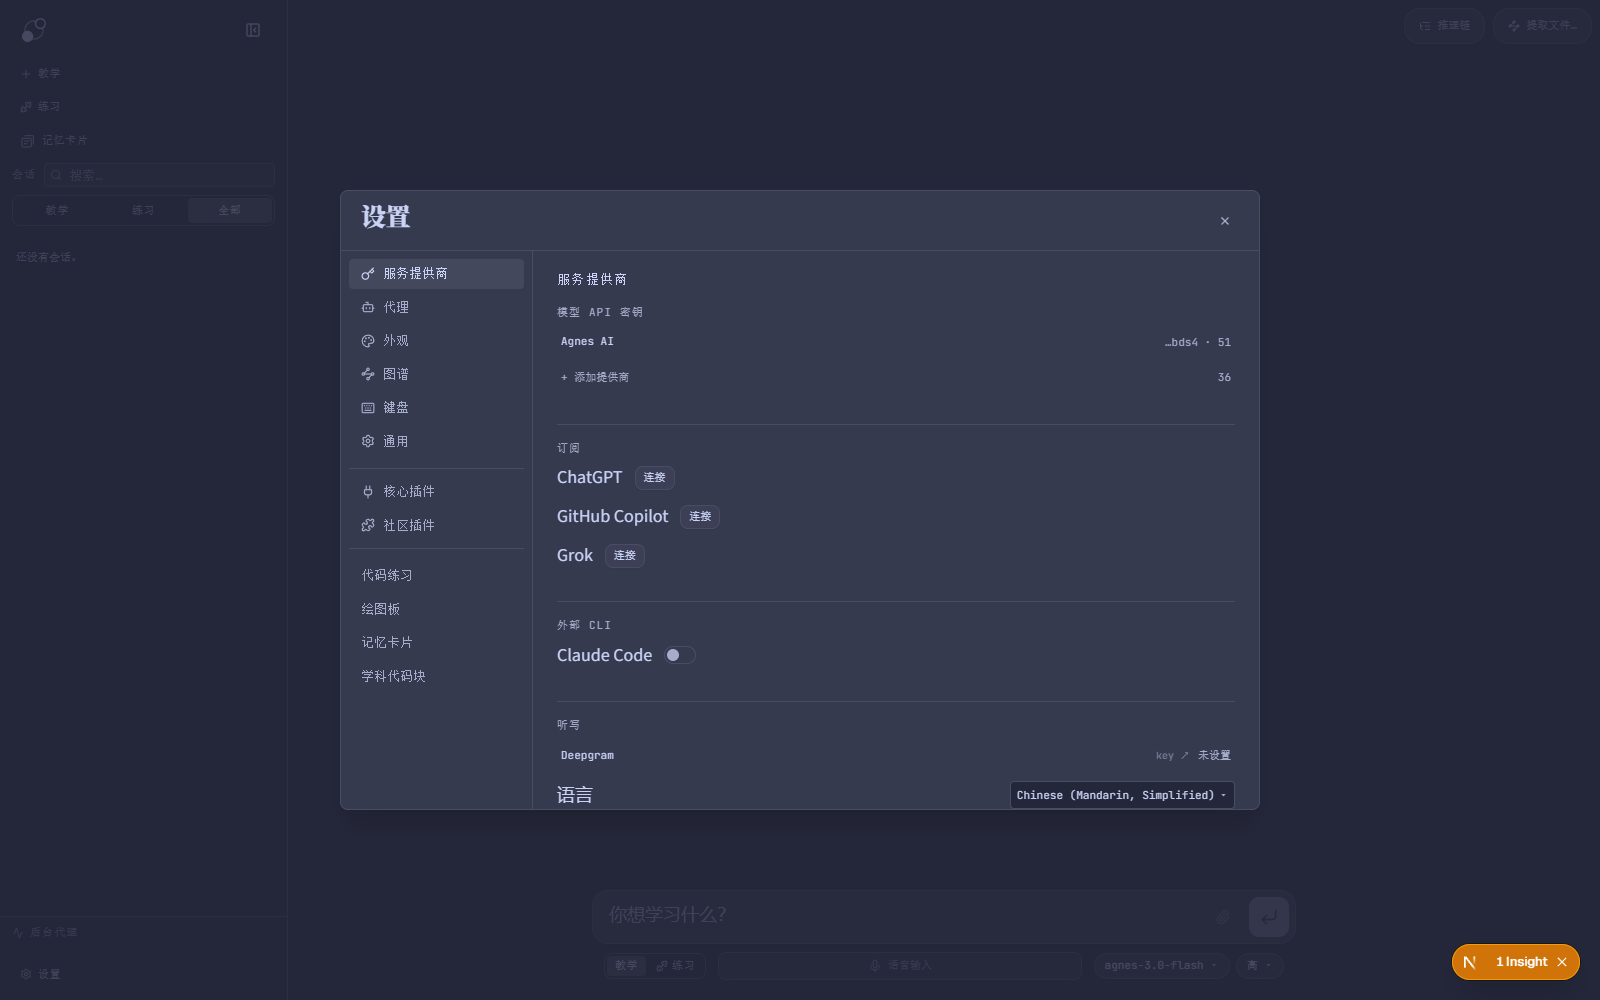 教学
练习
记忆卡片
会话
搜索...
教学 练习 全部
还没有会话。
后台代理
设置
推理链
提取文件...
设置
×
服务提供商
代理
外观
图谱
键盘
通用
核心插件
社区插件
代码练习
绘图板
记忆卡片
学科代码块
服务提供商
模型 API 密钥
Agnes AI …bds4 · 51
+ 添加提供商 36
订阅
ChatGPT 连接
GitHub Copilot 连接
Grok 连接
外部 CLI
Claude Code
听写
Deepgram key ↗ 未设置
语言 Chinese (Mandarin, Simplified)
你想学习什么?
教学 练习 语音输入 agnes-3.0-flash 高
N 1 Insight ×